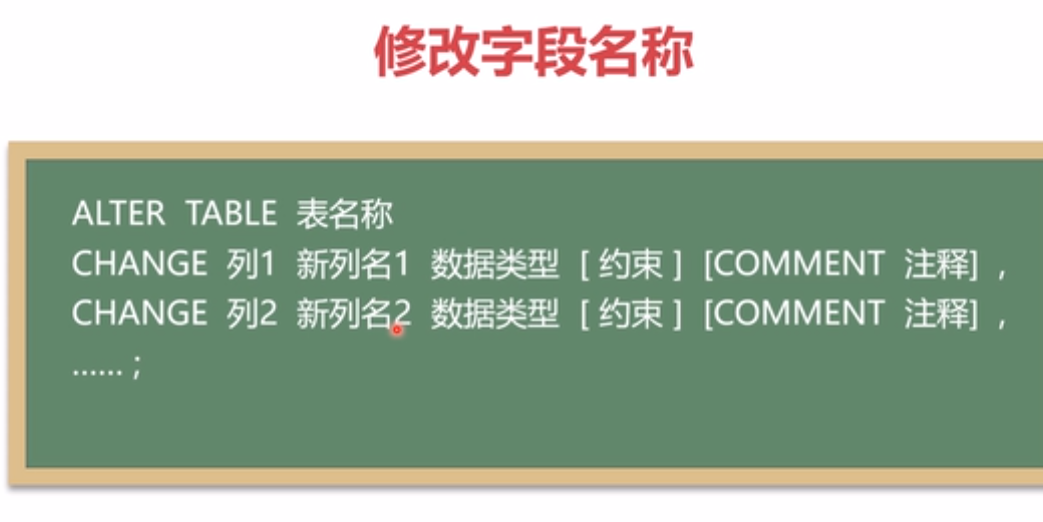 修改字段名称
ALTER TABLE 表名称
CHANGE 列1 新列名1 数据类型 [ 约束 ] [COMMENT 注释] ,
CHANGE 列2 新列名2 数据类型 [ 约束 ] [COMMENT 注释] ,
...... ;